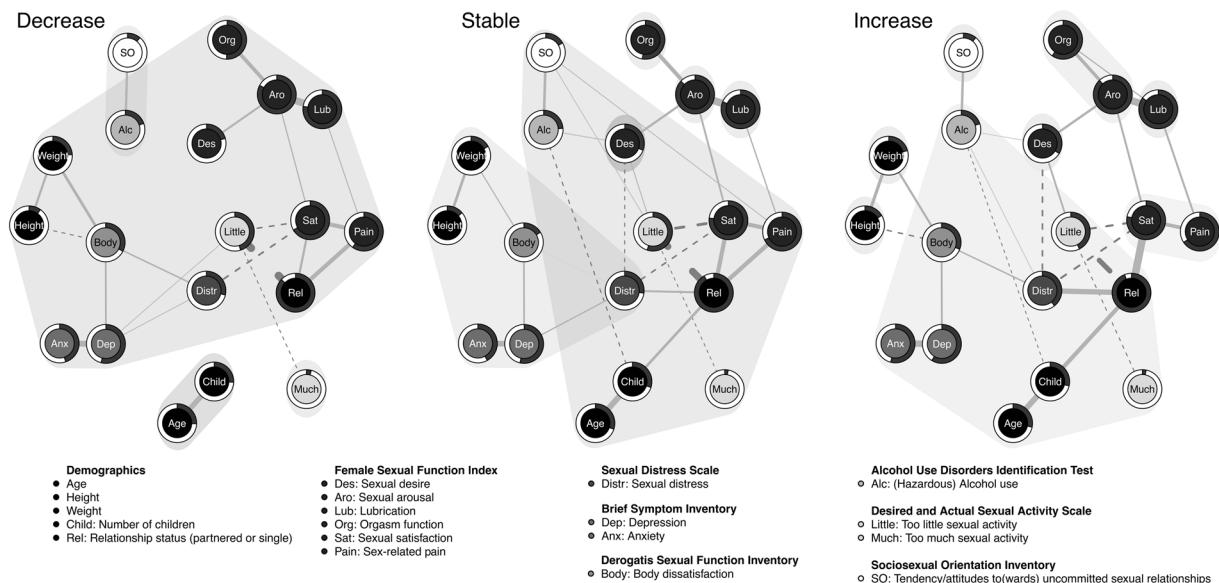 Decrease
Stable
Increase
SO
Org
Aro
Lub
Alc
Des
Weight
Height
Body
Little
Sat
Pain
Distr
Rel
Anx
Dep
Child
Much
Age
SO
Org
Aro
Lub
Alc
Des
Weight
Height
Body
Little
Sat
Pain
Distr
Rel
Anx
Dep
Child
Much
Age
SO
Org
Aro
Lub
Alc
Des
Weight
Height
Body
Little
Sat
Pain
Distr
Rel
Anx
Dep
Child
Much
Age
Demographics
Age
Height
Weight
Child: Number of children
Rel: Relationship status (partnered or single)
Female Sexual Function Index
Des: Sexual desire
Aro: Sexual arousal
Lub: Lubrication
Org: Orgasm function
Sat: Sexual satisfaction
Pain: Sex-related pain
Sexual Distress Scale
Distr: Sexual distress
Brief Symptom Inventory
Dep: Depression
Anx: Anxiety
Derogatis Sexual Function Inventory
Body: Body dissatisfaction
Alcohol Use Disorders Identification Test
Alc: (Hazardous) Alcohol use
Desired and Actual Sexual Activity Scale
Little: Too little sexual activity
Much: Too much sexual activity
Sociosexual Orientation Inventory
SO: Tendency/attitudes to(wards) uncommitted sexual relationships